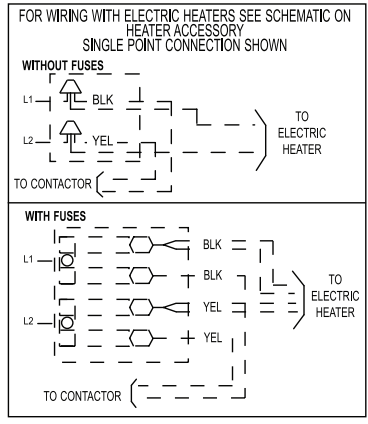 FOR WIRING WITH ELECTRIC HEATERS SEE SCHEMATIC ON
HEATER ACCESSORY
SINGLE POINT CONNECTION SHOWN
WITHOUT FUSES
L1
BLK
L2
YEL
TO
ELECTRIC
HEATER
TO CONTACTOR
WITH FUSES
L1
BLK
BLK
L2
YEL
YEL
TO
ELECTRIC
HEATER
TO CONTACTOR